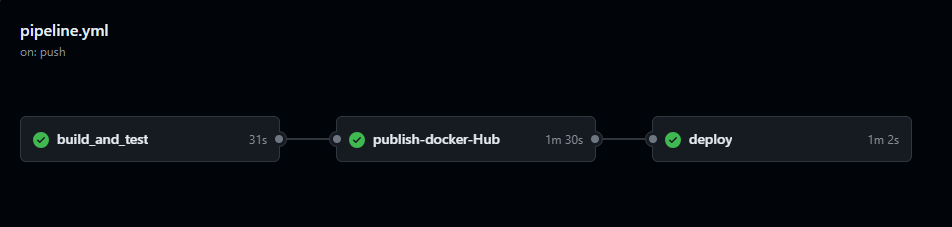 pipeline.yml
on: push
build_and_test 31s
publish-docker-Hub 1m 30s
deploy 1m 2s